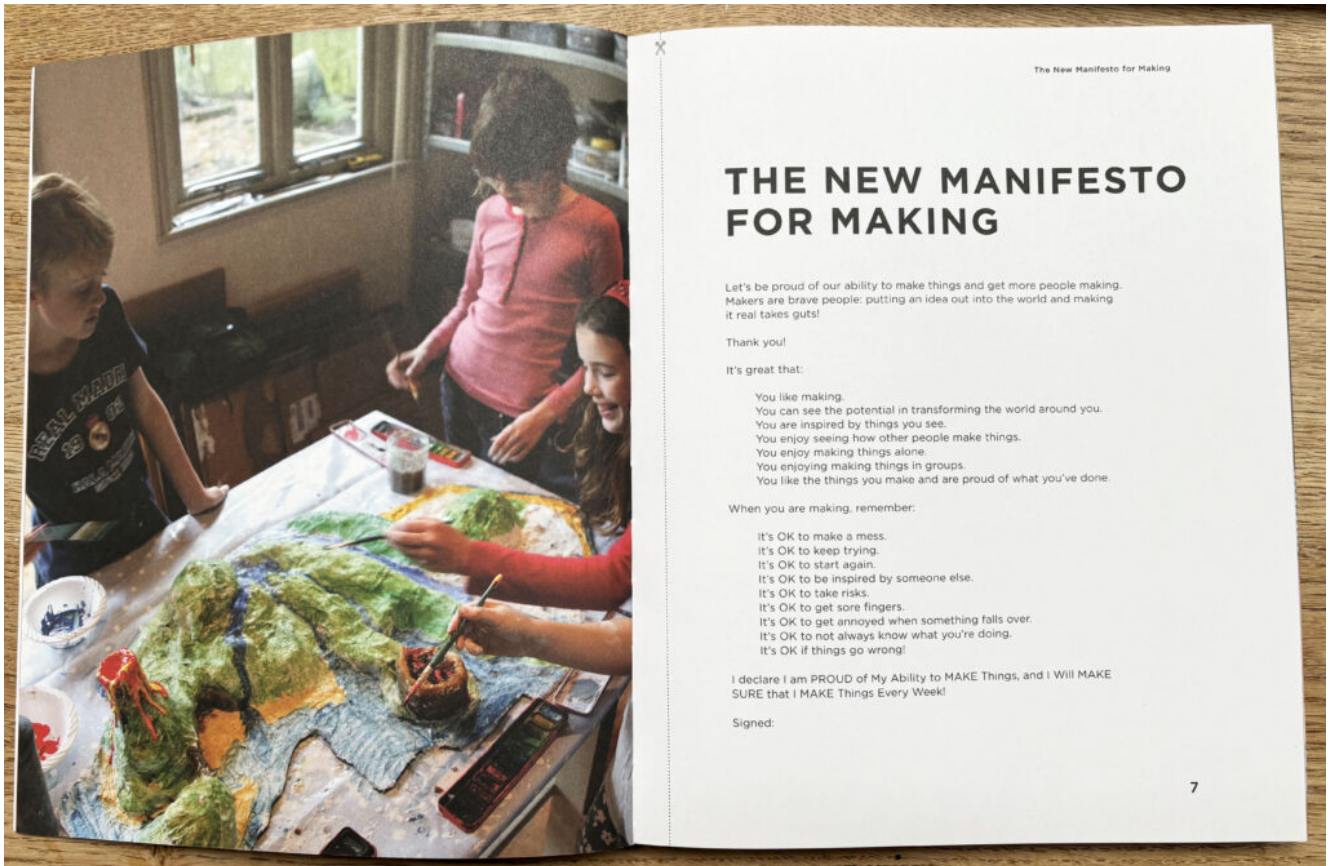 REAL MADR
19 02
The New Manifesto for Making
THE NEW MANIFESTO
FOR MAKING
Let's be proud of our ability to make things and get more people making.
Makers are brave people: putting an idea out into the world and making
it real takes guts!
Thank you!
It's great that:
You like making.
You can see the potential in transforming the world around you.
You are inspired by things you see.
You enjoy seeing how other people make things.
You enjoy making things alone.
You enjoying making things in groups.
You like the things you make and are proud of what you've done.
When you are making, remember:
It's OK to make a mess.
It's OK to keep trying.
It's OK to start again.
It's OK to be inspired by someone else.
It's OK to take risks.
It's OK to get sore fingers.
It's OK to get annoyed when something falls over.
It's OK to not always know what you're doing.
It's OK if things go wrong!
I declare I am PROUD of My Ability to MAKE Things, and I Will MAKE
SURE that I MAKE Things Every Week!
Signed:
7